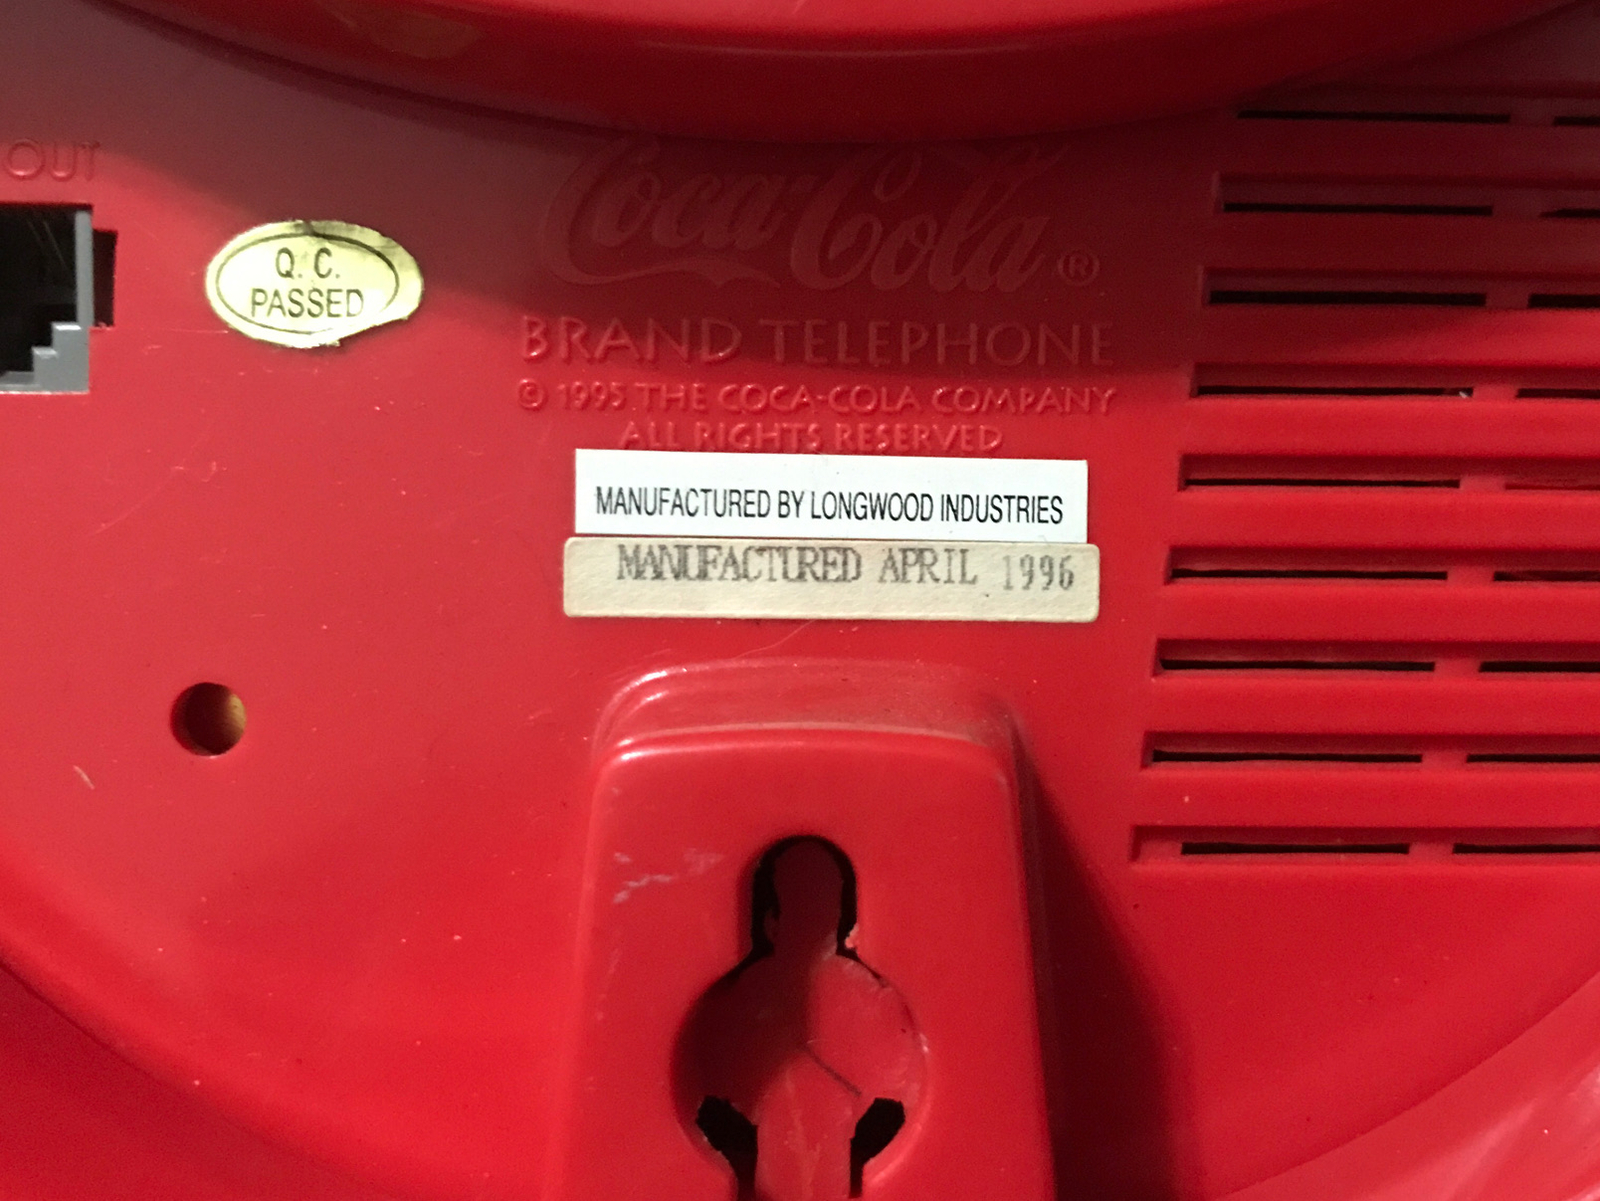 OUT
Q. C.
PASSED
Coca-Cola®
BRAND TELEPHONE
© 1995 THE COCA-COLA COMPANY
ALL RIGHTS RESERVED
MANUFACTURED BY LONGWOOD INDUSTRIES
MANUFACTURED APRIL 1996